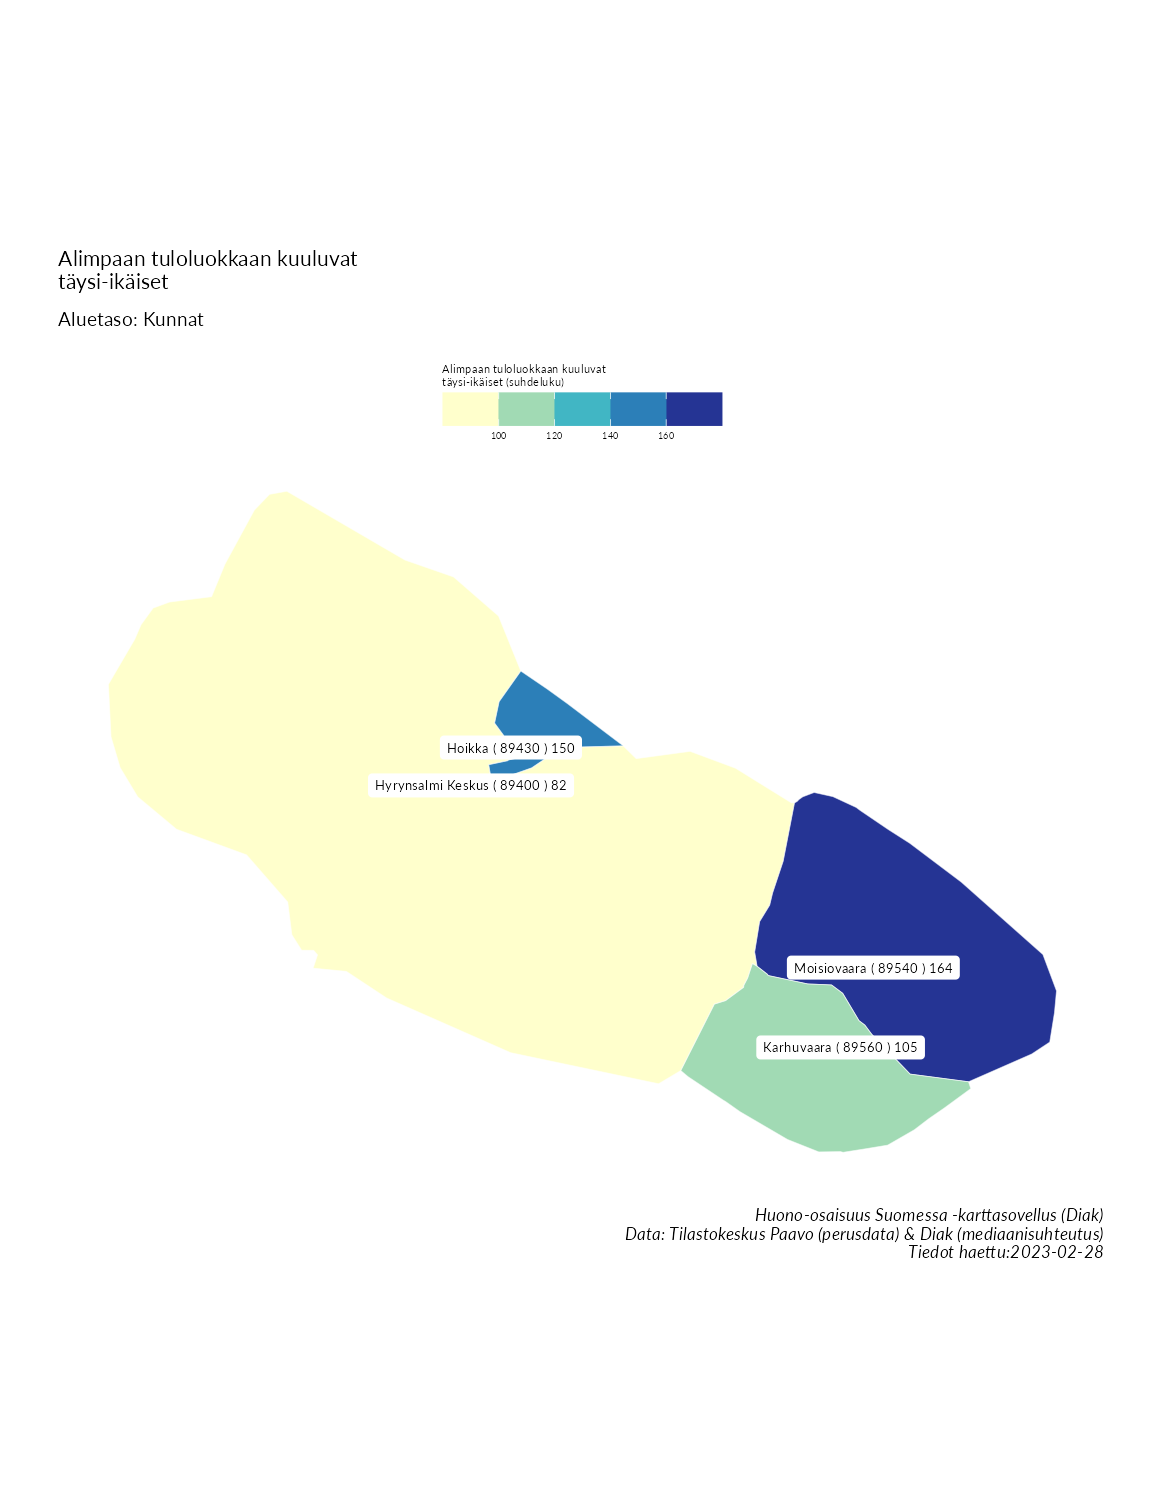 Alimpaan tuloluokkaan kuuluvat
täysi-ikäiset
Aluetaso: Kunnat
Alimpaan tuloluokkaan kuuluvat
täysi-ikäiset (suhdeluku)
100 120 140 160
Hoikka ( 89430 ) 150
Hyrynsalmi Keskus ( 89400 ) 82
Moisiovaara ( 89540 ) 164
Karhuvaara ( 89560 ) 105
Huono-osaisuus Suomessa -karttasovellus (Diak)
Data: Tilastokeskus Paavo (perusdata) & Diak (mediaanisuhteutus)
Tiedot haettu:2023-02-28